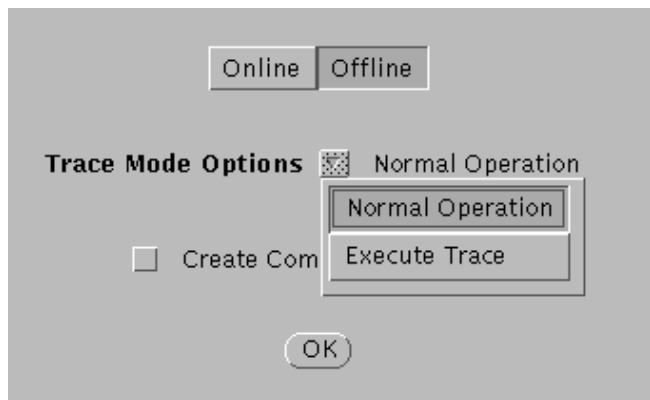 Online Offline
Trace Mode Options Normal Operation
Normal Operation
Create Com Execute Trace
OK